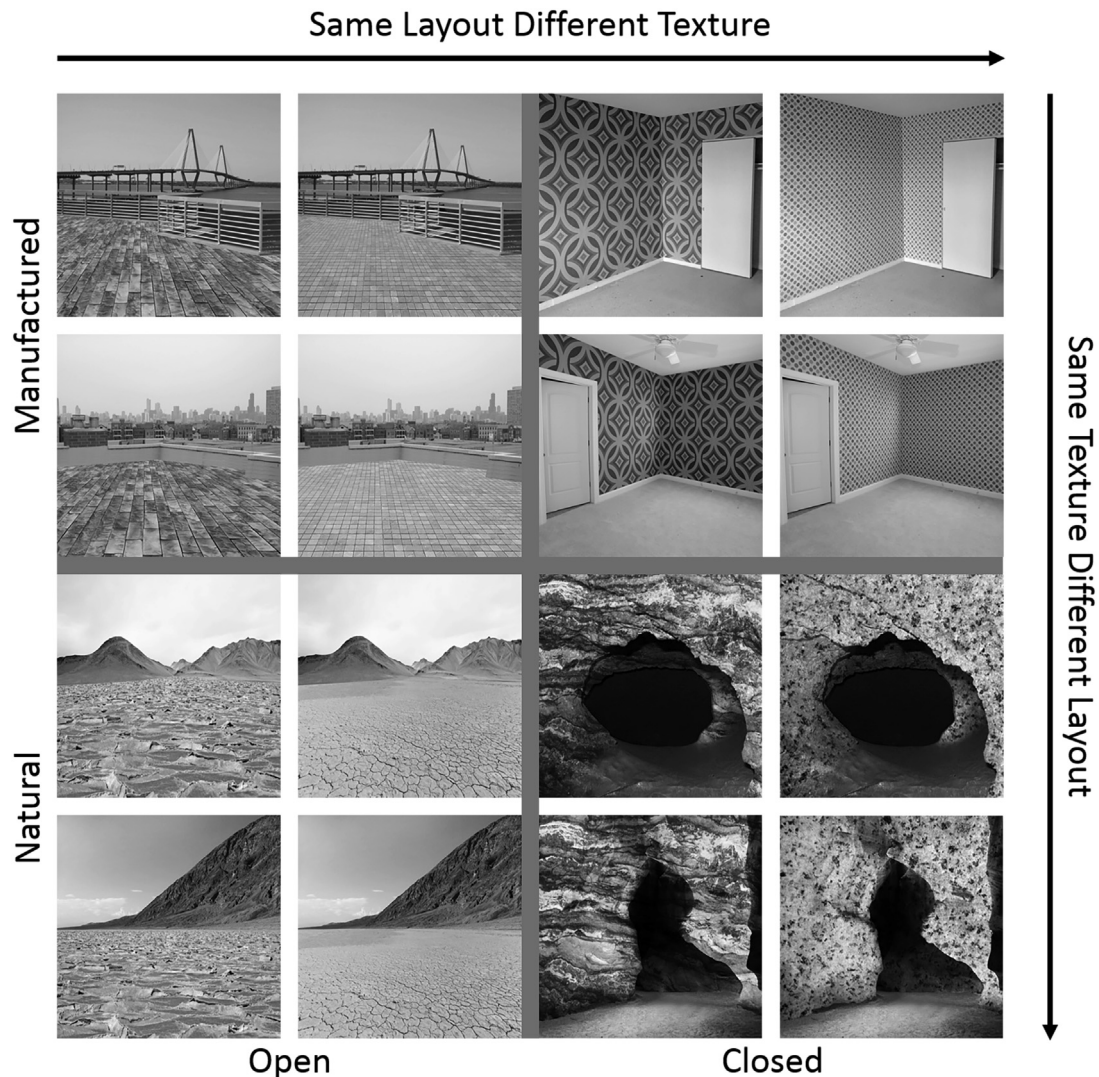 Same Layout Different Texture
Manufactured
Natural
Same Texture Different Layout
Open
Closed